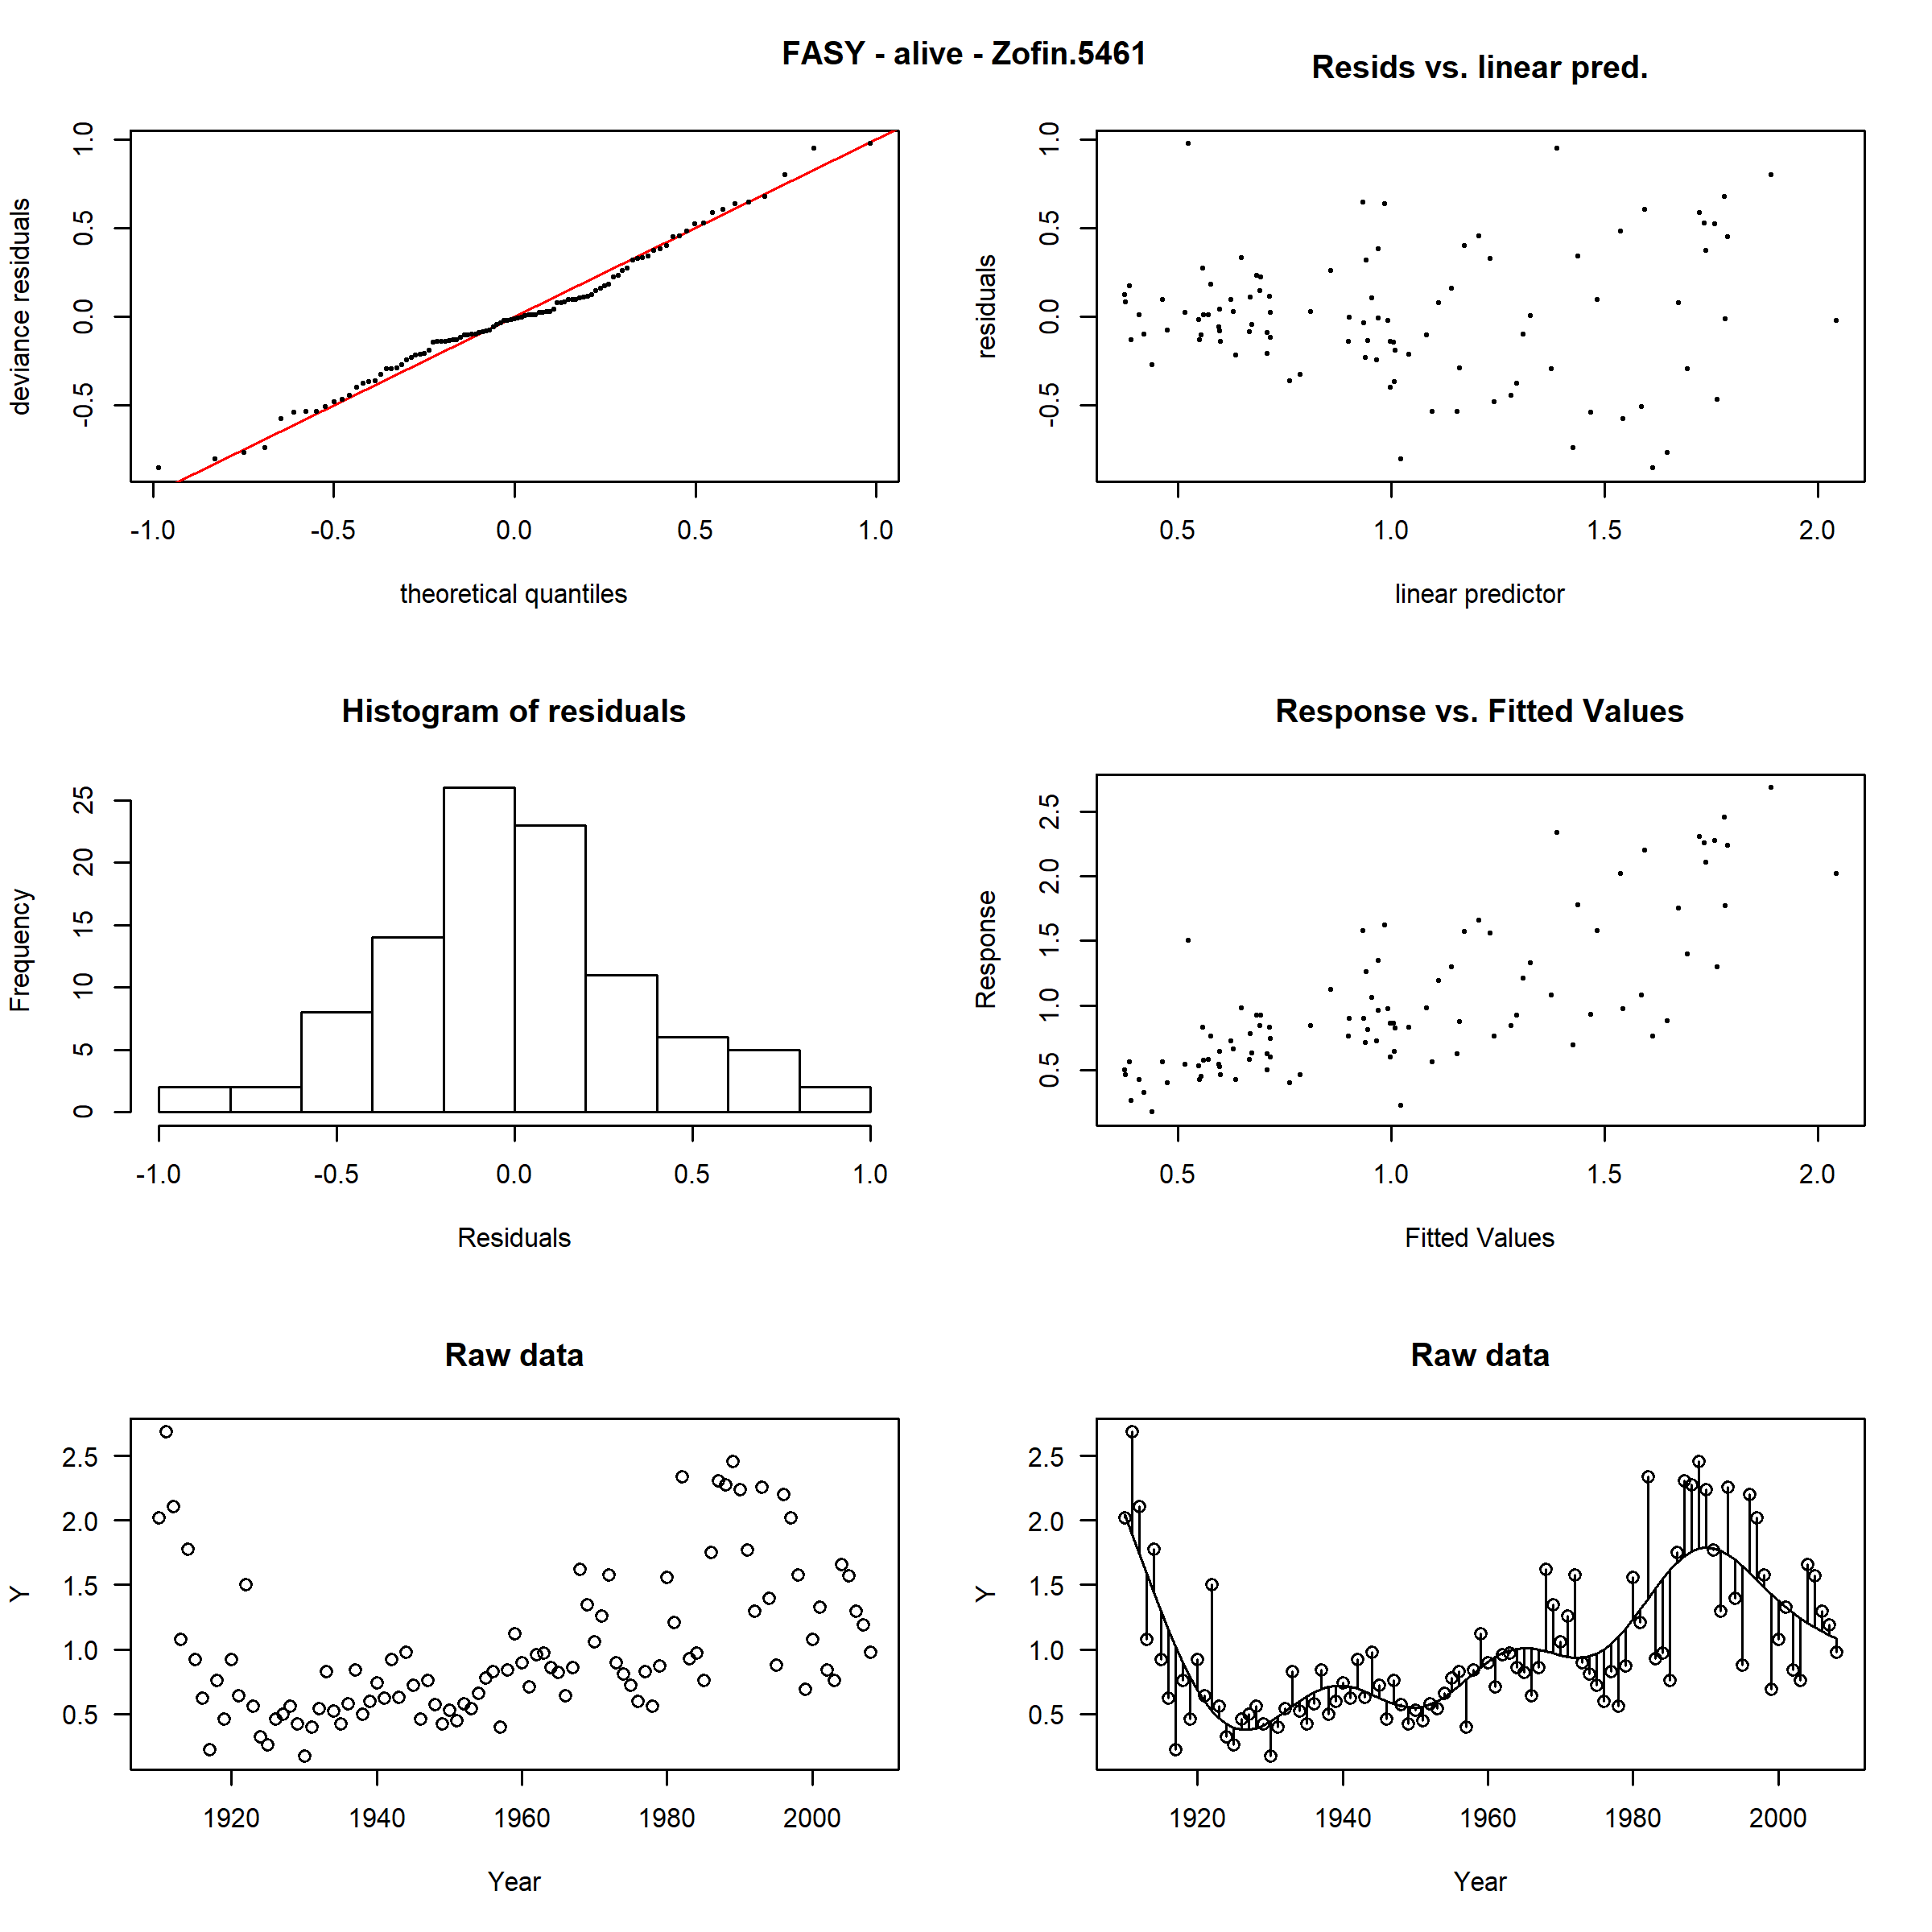 FASY - alive - Zofin.5461
Resids vs. linear pred.
deviance residuals
1.0
0.5
0.0
-0.5
-1.0 -0.5 0.0 0.5 1.0
theoretical quantiles
residuals
1.0
0.5
0.0
-0.5
0.5 1.0 1.5 2.0
linear predictor
Histogram of residuals
Frequency
25
20
15
10
5
0
-1.0 -0.5 0.0 0.5 1.0
Residuals
Response vs. Fitted Values
Response
2.5
2.0
1.5
1.0
0.5
0.5 1.0 1.5 2.0
Fitted Values
Raw data
Y
2.5
2.0
1.5
1.0
0.5
1920 1940 1960 1980 2000
Year
Raw data
Y
2.5
2.0
1.5
1.0
0.5
1920 1940 1960 1980 2000
Year